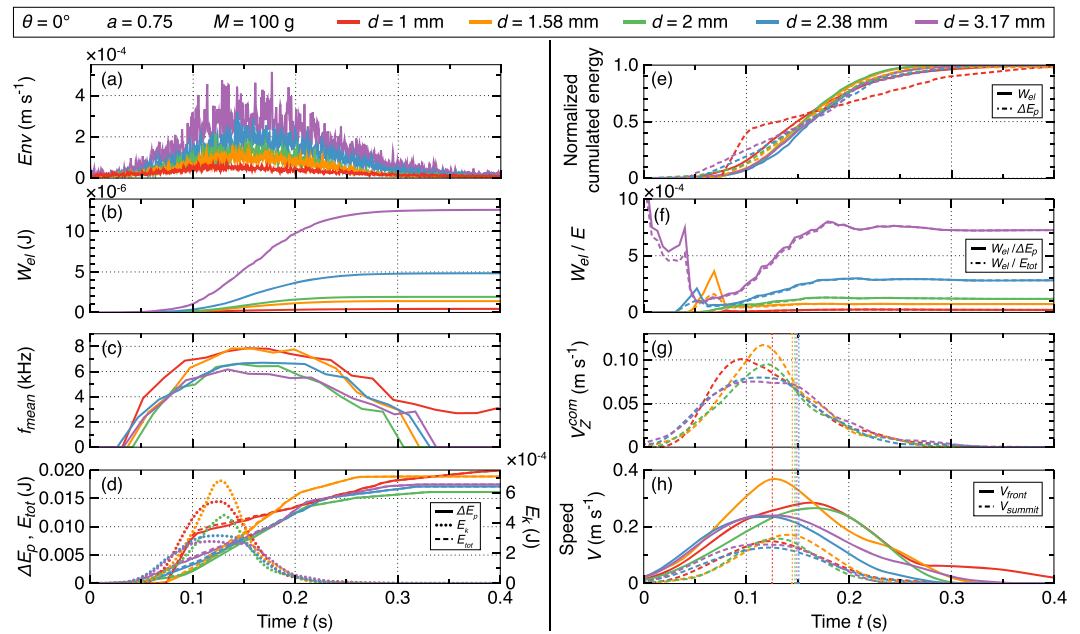 θ = 0° a = 0.75 M = 100 g d = 1 mm d = 1.58 mm d = 2 mm d = 2.38 mm d = 3.17 mm
×10⁻⁴
(a)
Env (m s⁻¹)
4
2
0
×10⁻⁶
(b)
W_el (J)
10
5
0
(c)
f_mean (kHz)
8
6
4
2
0
(d)
ΔE_p , E_tot (J)
0.020
0.015
0.010
0.005
0
×10⁻⁴
E_k (J)
6
4
2
0
ΔE_p
E_k
E_tot
0 0.1 0.2 0.3 0.4
Time t (s)
(e)
Normalized
cumulated energy
1.0
0.5
0
W_el
ΔE_p
×10⁻⁴
(f)
W_el / E
10
5
0
W_el / ΔE_p
W_el / E_tot
(g)
V_Z^com (m s⁻¹)
0.10
0.05
0
(h)
Speed
V (m s⁻¹)
0.4
0.2
0
V_front
V_summit
0 0.1 0.2 0.3 0.4
Time t (s)